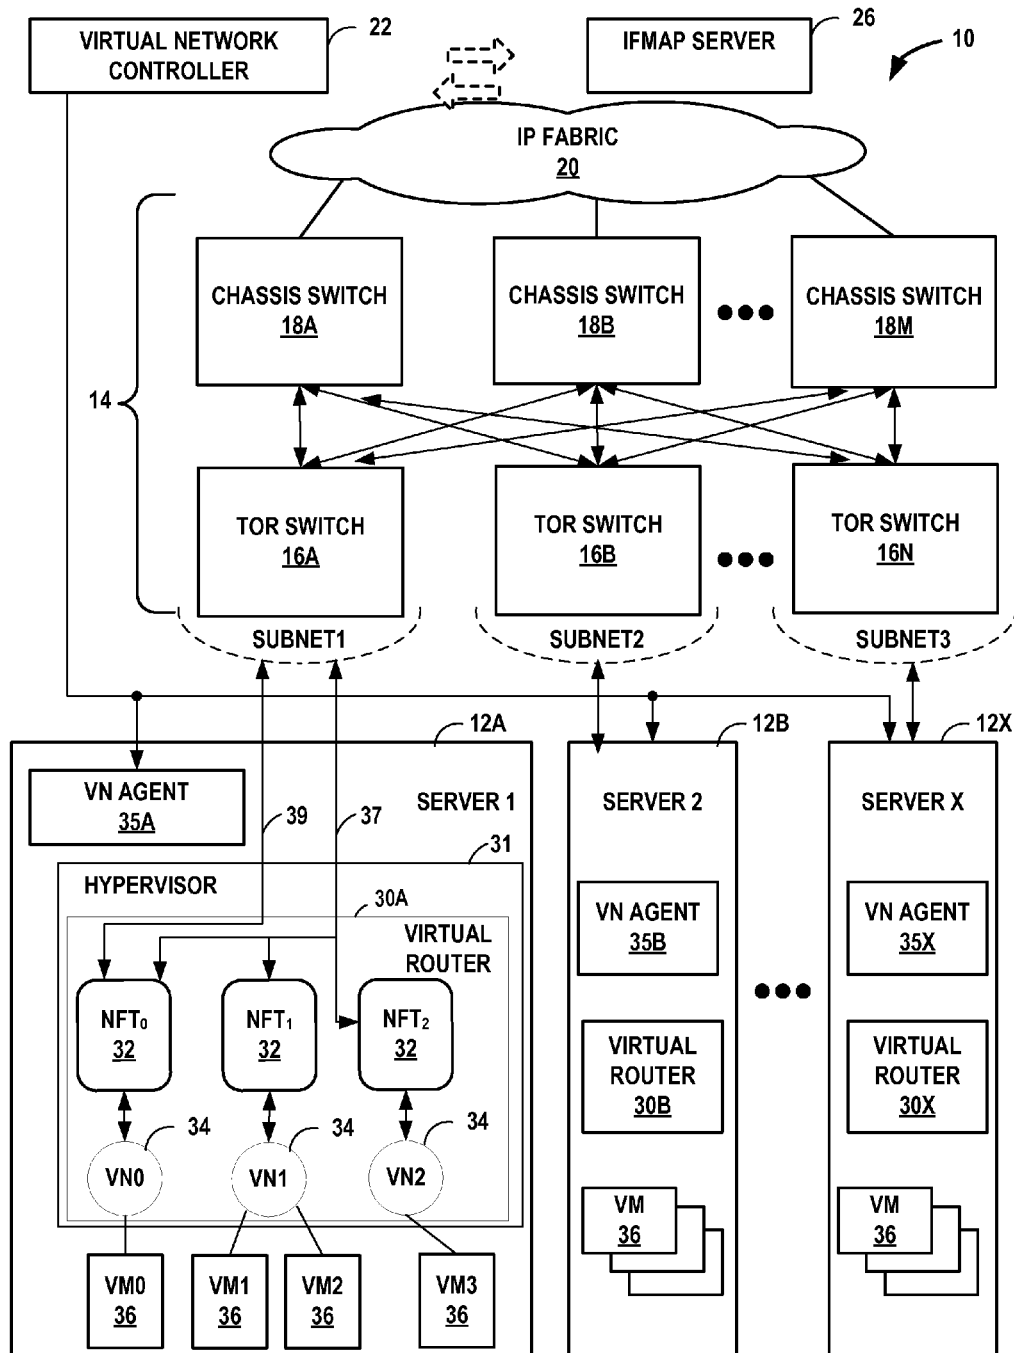 VIRTUAL NETWORK
CONTROLLER
22
IFMAP SERVER
26
10
IP FABRIC
20
14
CHASSIS SWITCH
18A
CHASSIS SWITCH
18B
CHASSIS SWITCH
18M
TOR SWITCH
16A
TOR SWITCH
16B
TOR SWITCH
16N
SUBNET1
SUBNET2
SUBNET3
12A
12B
12X
VN AGENT
35A
SERVER 1
39
37
31
HYPERVISOR
30A
VIRTUAL
ROUTER
NFT0
32
NFT1
32
NFT2
32
34
34
34
VN0
VN1
VN2
VM0
36
VM1
36
VM2
36
VM3
36
SERVER 2
VN AGENT
35B
VIRTUAL
ROUTER
30B
VM
36
SERVER X
VN AGENT
35X
VIRTUAL
ROUTER
30X
VM
36